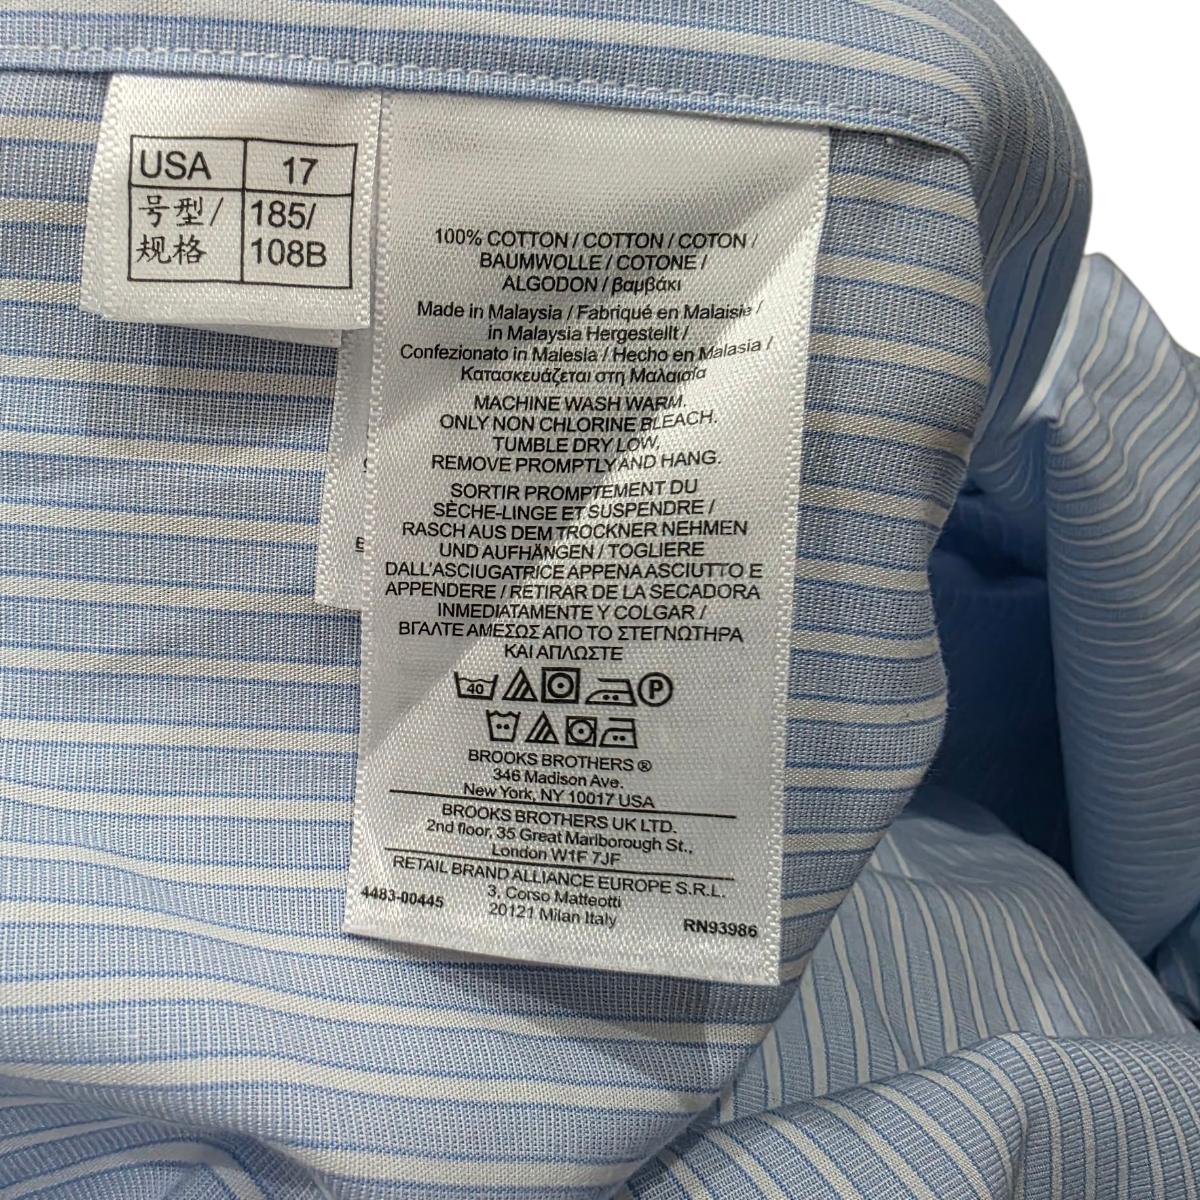 USA 17
号型/ 185/
规格 108B
100% COTTON / COTTON / COTON /
BAUMWOLLE / COTONE /
ALGODON / βαμβάκι
Made in Malaysia / Fabriqué en Malaisie /
in Malaysia Hergestellt /
Confezionato in Malesia / Hecho en Malasia /
Κατασκευάζεται στη Μαλαισία
MACHINE WASH WARM.
ONLY NON CHLORINE BLEACH.
TUMBLE DRY LOW,
REMOVE PROMPTLY AND HANG.
SORTIR PROMPTEMENT DU
SÈCHE-LINGE ET SUSPENDRE /
RASCH AUS DEM TROCKNER NEHMEN
UND AUFHÄNGEN / TOGLIERE
DALL'ASCIUGATRICE APPENA ASCIUTTO E
APPENDERE / RETIRAR DE LA SECADORA
INMEDIATAMENTE Y COLGAR /
ΒΓΑΛΤΕ ΑΜΕΣΩΣ ΑΠΟ ΤΟ ΣΤΕΓΝΩΤΗΡΑ
ΚΑΙ ΑΠΛΩΣΤΕ
40 P
BROOKS BROTHERS ®
346 Madison Ave.
New York, NY 10017 USA
BROOKS BROTHERS UK LTD.
2nd floor, 35 Great Marlborough St.,
London W1F 7JF
RETAIL BRAND ALLIANCE EUROPE S.R.L.
3, Corso Matteotti
20121 Milan Italy
4483-00445
RN93986